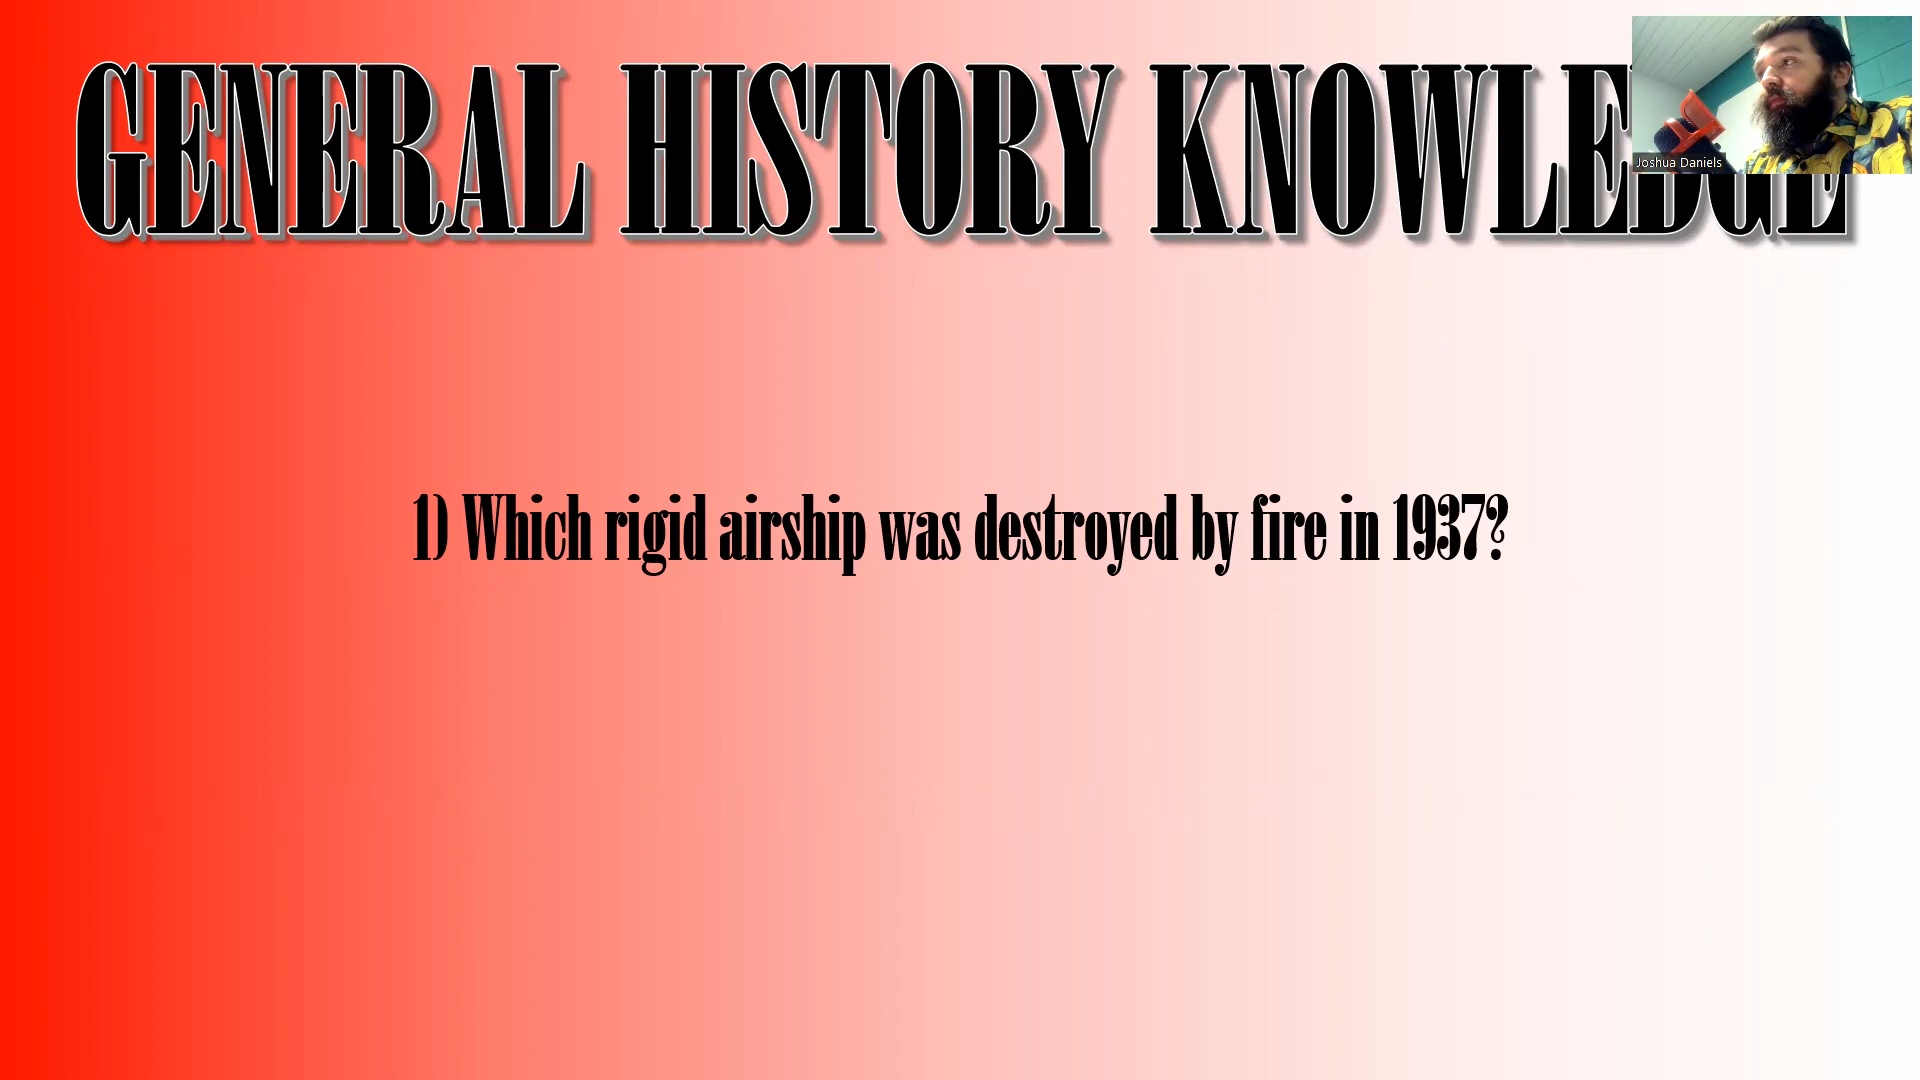 GENERAL HISTORY KNOWLEDGE
Joshua Daniels
1) Which rigid airship was destroyed by fire in 1937?